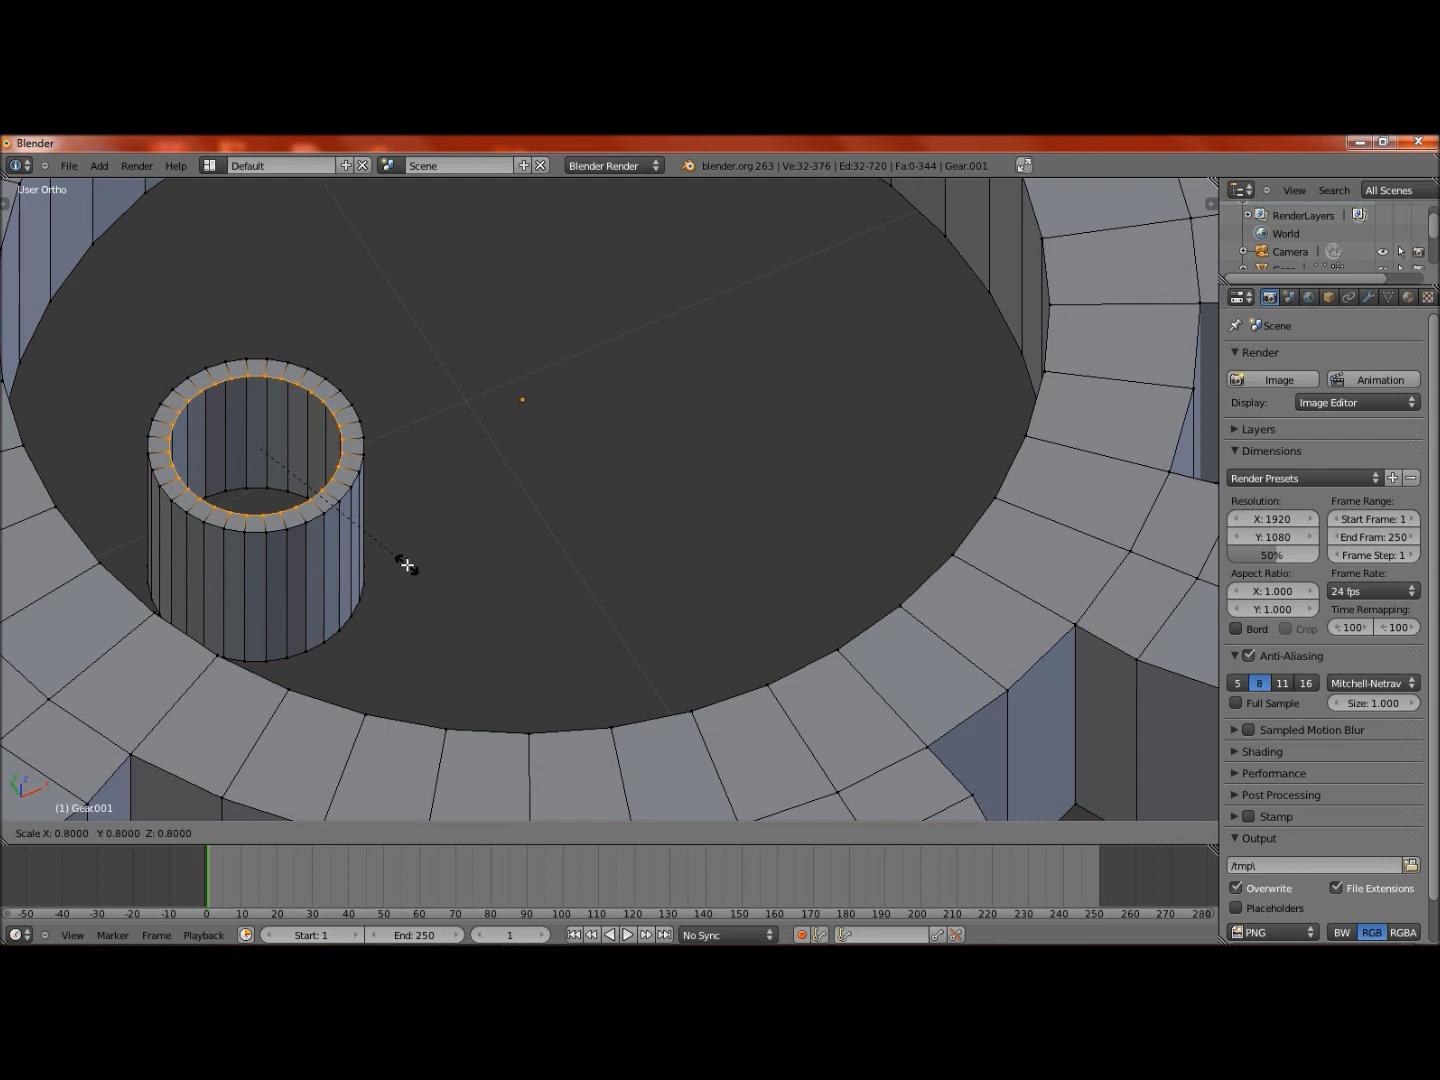 Blender
File Add Render Help Default Scene Blender Render blender.org 263 | Ve:32-376 | Ed:32-720 | Fa:0-344 | Gear.001
User Ortho
View Search All Scenes
RenderLayers
World
Camera
Scene
Render
Image Animation
Display: Image Editor
Layers
Dimensions
Render Presets
Resolution: Frame Range:
X: 1920 Start Frame: 1
Y: 1080 End Fram: 250
50% Frame Step: 1
Aspect Ratio: Frame Rate:
X: 1.000 24 fps
Y: 1.000 Time Remapping:
Bord Crop : 100 : 100
Anti-Aliasing
5 8 11 16 Mitchell-Netrav
Full Sample Size: 1.000
Sampled Motion Blur
Shading
Performance
Post Processing
Stamp
Output
/tmp\
Overwrite File Extensions
Placeholders
PNG BW RGB RGBA
(1) Gear.001
Scale X: 0.8000 Y: 0.8000 Z: 0.8000
-50 -40 -30 -20 -10 0 10 20 30 40 50 60 70 80 90 100 110 120 130 140 150 160 170 180 190 200 210 220 230 240 250 260 270 280
View Marker Frame Playback Start: 1 End: 250 1 No Sync